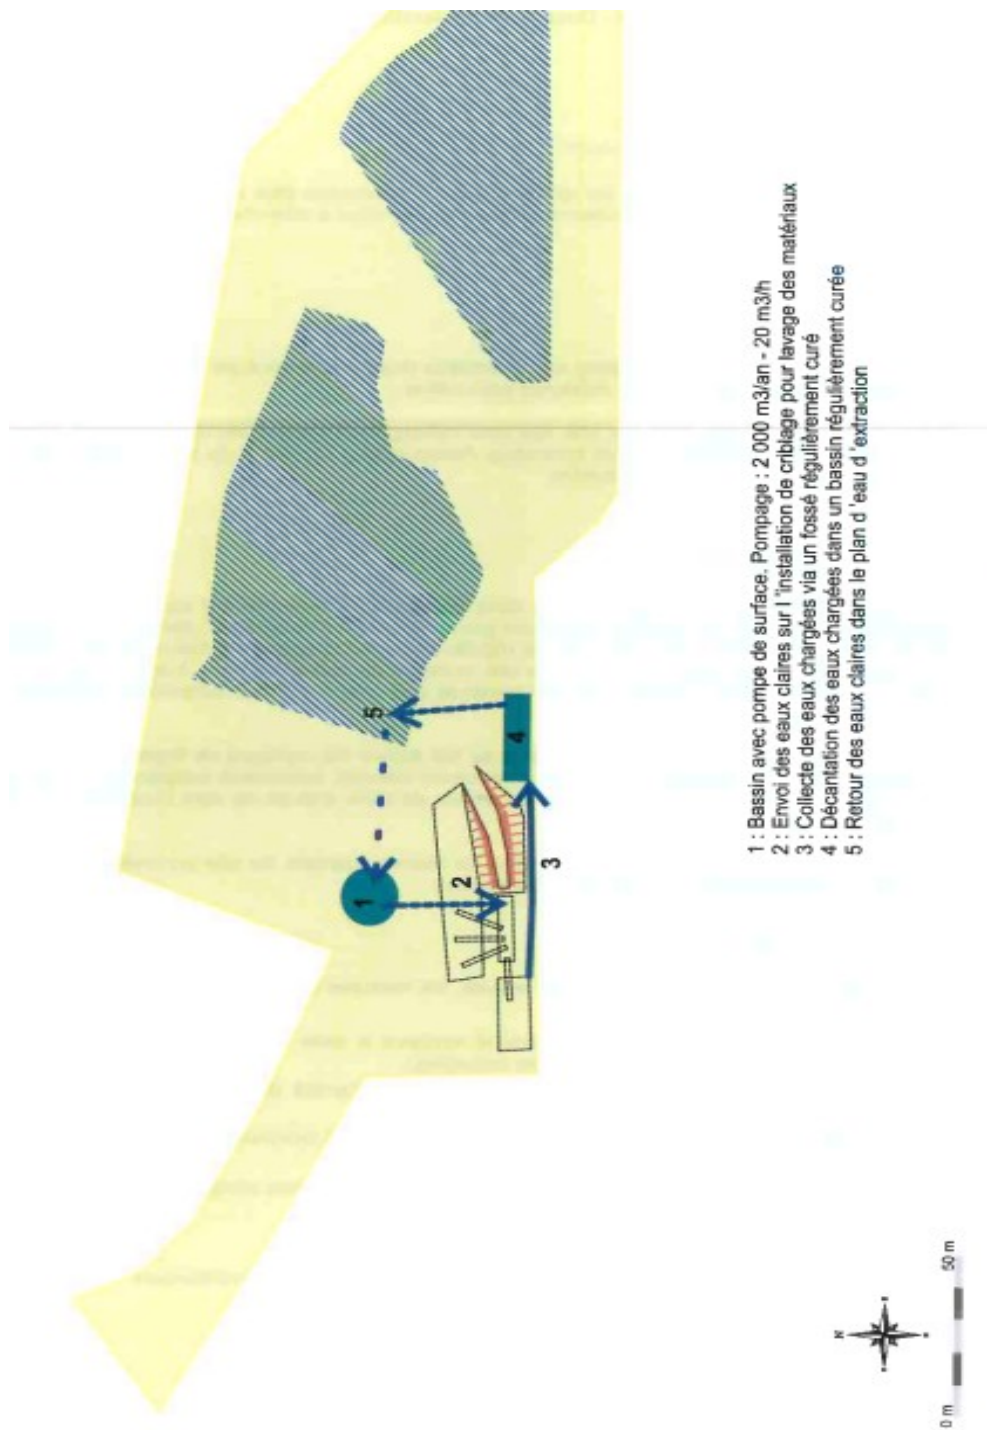 5
1
2
4
3
1 : Bassin avec pompe de surface. Pompage : 2 000 m3/an - 20 m3/h
2 : Envoi des eaux claires sur l 'installation de criblage pour lavage des matériaux
3 : Collecte des eaux chargées via un fossé régulièrement curé
4 : Décantation des eaux chargées dans un bassin régulièrement curée
5 : Retour des eaux claires dans le plan d 'eau d 'extraction
N
0 m
50 m